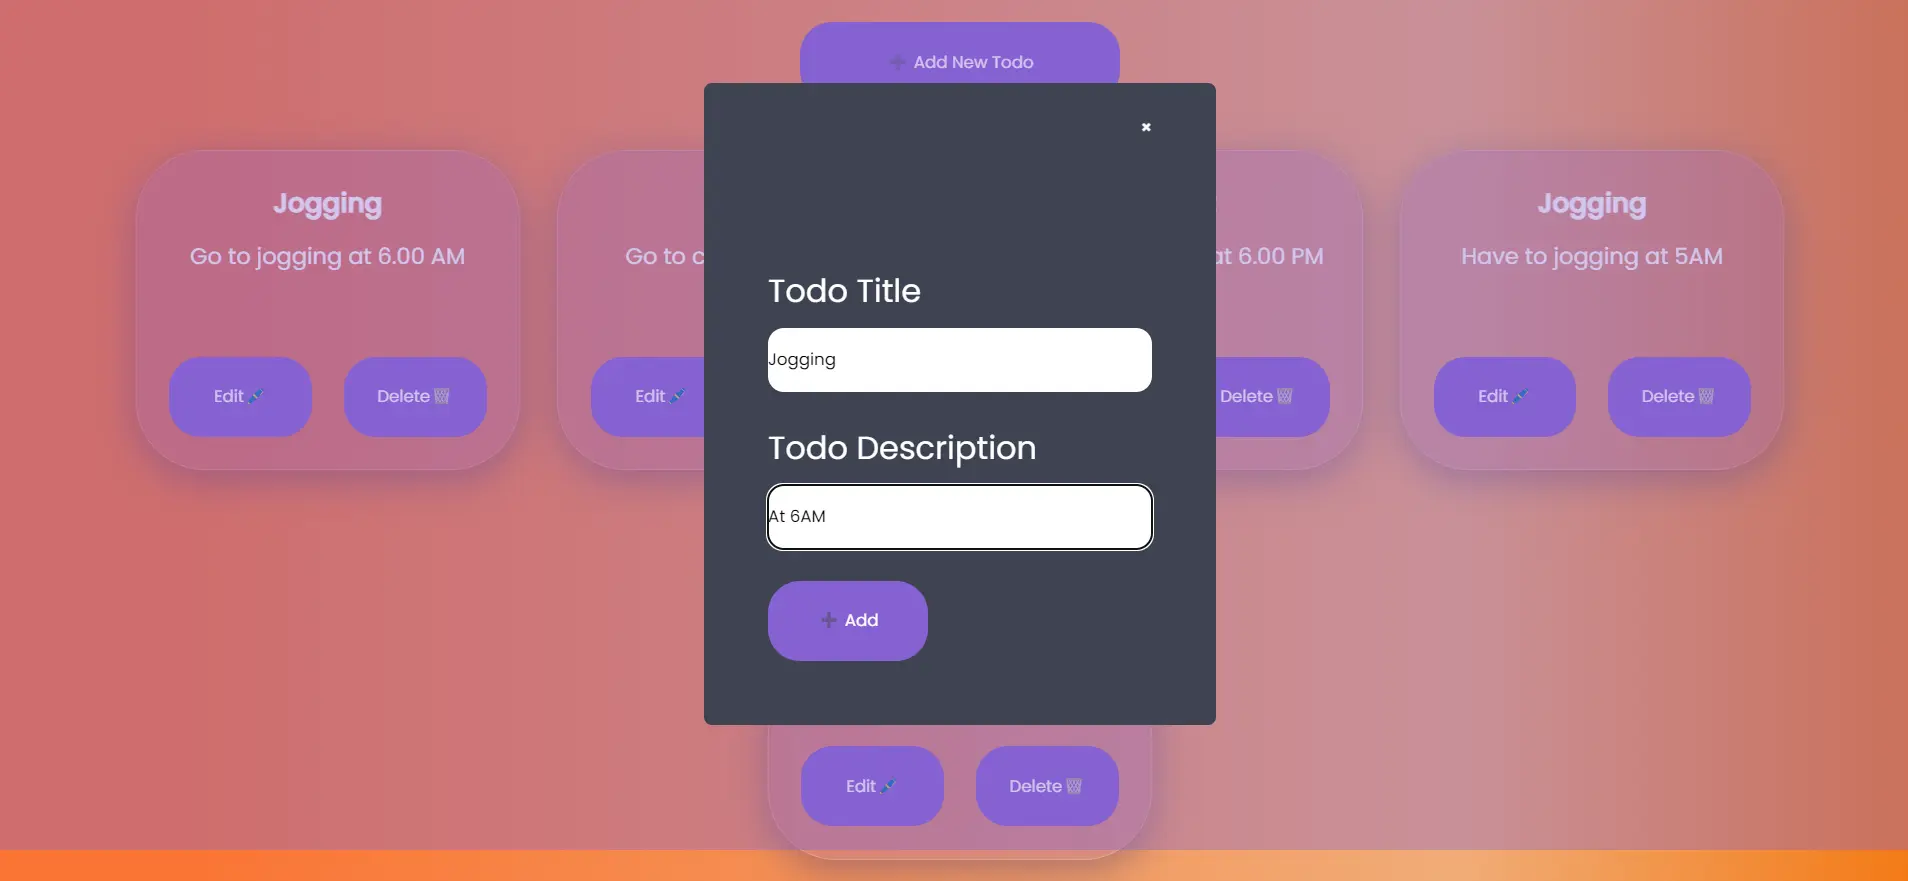 ➕ Add New Todo
✖
Jogging
Go to jogging at 6.00 AM
Edit
Delete
Go to
Edit
at 6.00 PM
Delete
Jogging
Have to jogging at 5AM
Edit
Delete
Todo Title
Jogging
Todo Description
At 6AM
➕ Add
Edit
Delete